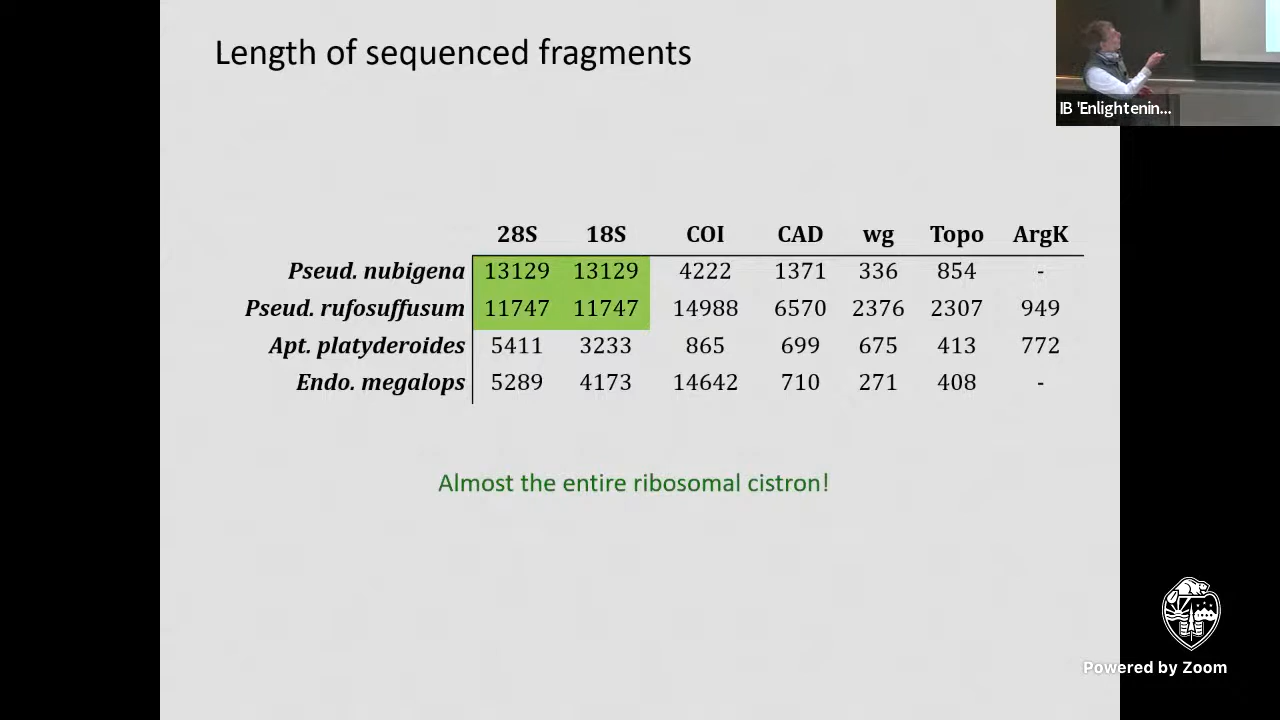 Length of sequenced fragments
IB 'Enlightenin...
28S 18S COI CAD wg Topo ArgK
Pseud. nubigena 13129 13129 4222 1371 336 854 -
Pseud. rufosuffusum 11747 11747 14988 6570 2376 2307 949
Apt. platyderoides 5411 3233 865 699 675 413 772
Endo. megalops 5289 4173 14642 710 271 408 -
Almost the entire ribosomal cistron!
Powered by Zoom